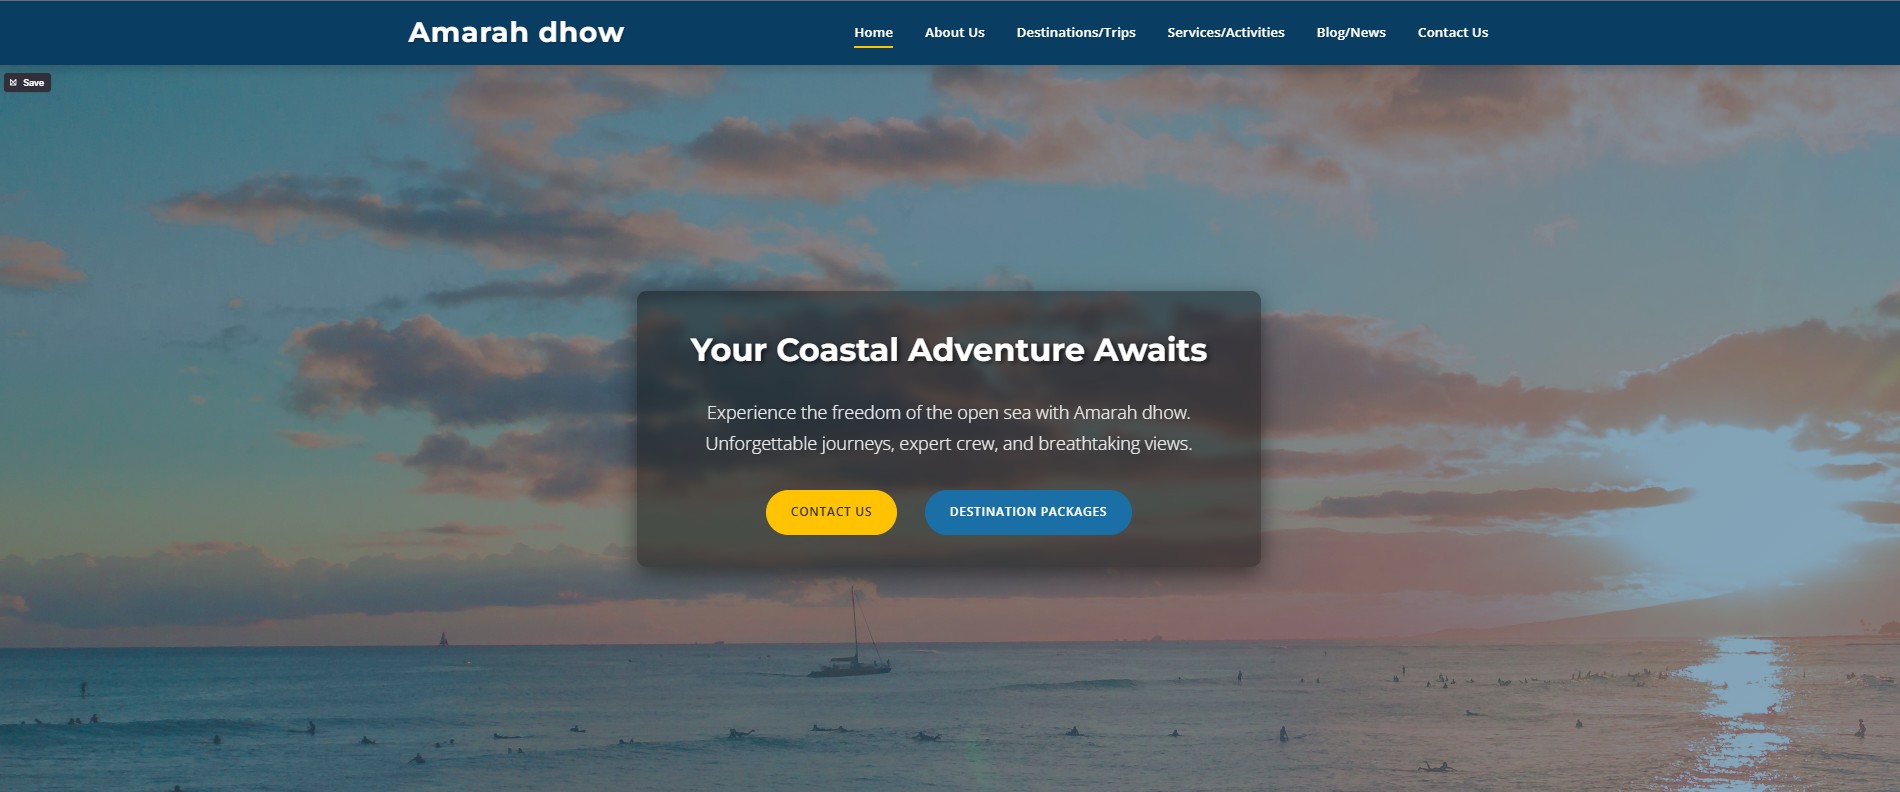 Amarah dhow
Home
About Us
Destinations/Trips
Services/Activities
Blog/News
Contact Us
Save
Your Coastal Adventure Awaits
Experience the freedom of the open sea with Amarah dhow.
Unforgettable journeys, expert crew, and breathtaking views.
CONTACT US
DESTINATION PACKAGES